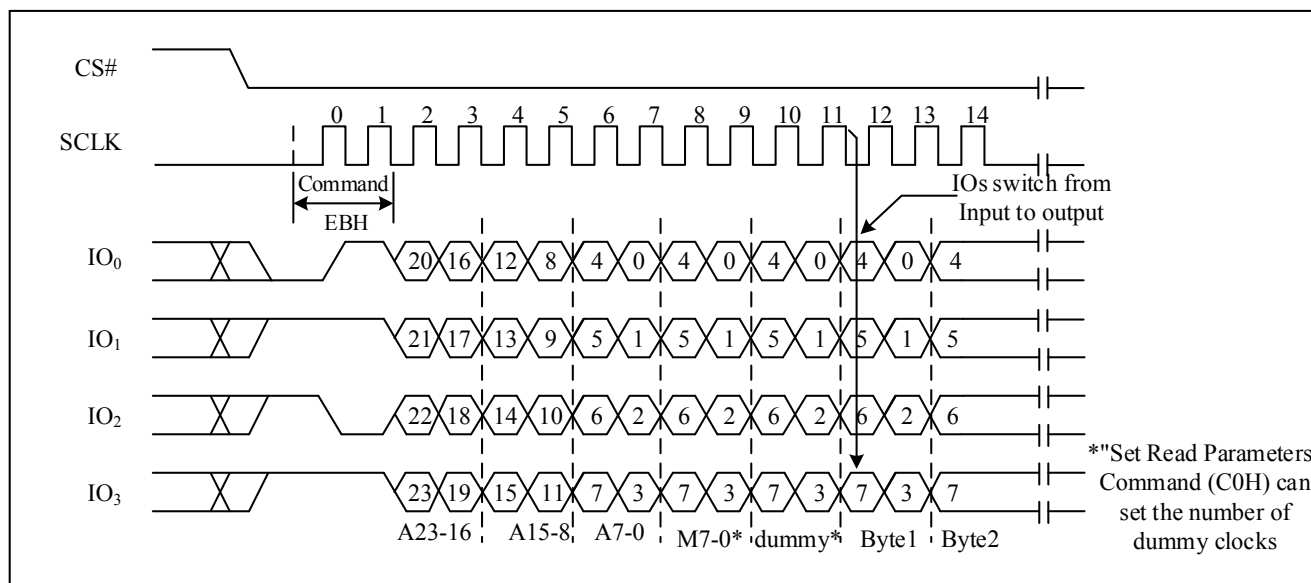 CS#
0 1 2 3 4 5 6 7 8 9 10 11 12 13 14
SCLK
Command
EBH
IOs switch from
Input to output
IO0 20 16 12 8 4 0 4 0 4 0 4 0 4
IO1 21 17 13 9 5 1 5 1 5 1 5 1 5
IO2 22 18 14 10 6 2 6 2 6 2 6 2 6
IO3 23 19 15 11 7 3 7 3 7 3 7 3 7
A23-16 A15-8 A7-0 M7-0* dummy* Byte1 Byte2
*"Set Read Parameters
Command (C0H) can
set the number of
dummy clocks